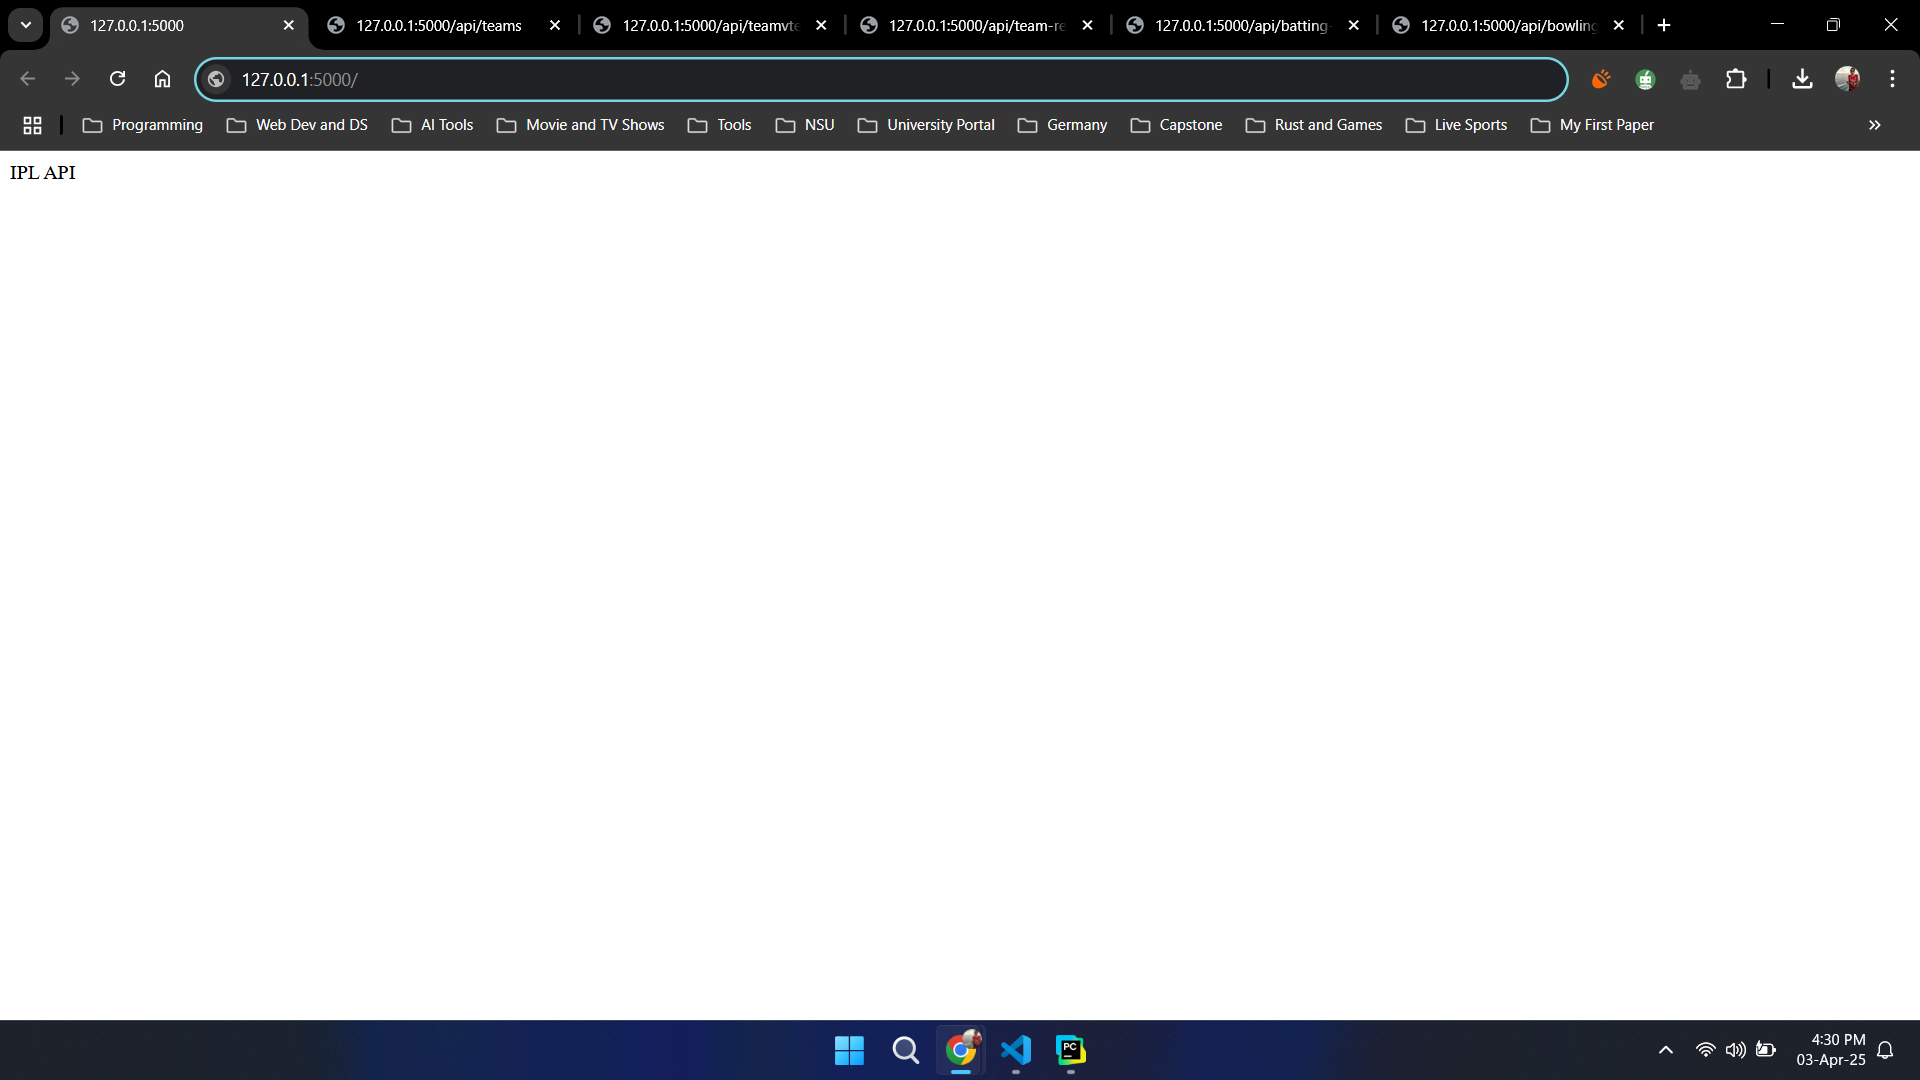 127.0.0.1:5000
127.0.0.1:5000/api/teams
127.0.0.1:5000/api/teamvte
127.0.0.1:5000/api/team-re
127.0.0.1:5000/api/batting-
127.0.0.1:5000/api/bowling
127.0.0.1:5000/
Programming
Web Dev and DS
AI Tools
Movie and TV Shows
Tools
NSU
University Portal
Germany
Capstone
Rust and Games
Live Sports
My First Paper
IPL API
PC
4:30 PM
03-Apr-25